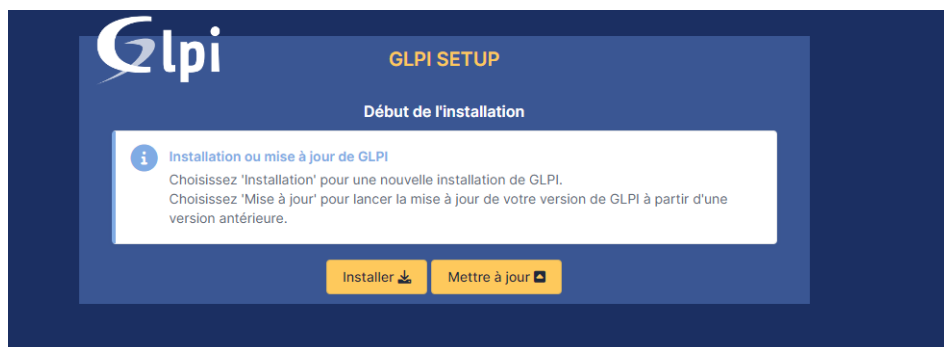 Glpi
GLPI SETUP
Début de l'installation
Installation ou mise à jour de GLPI
Choisissez 'Installation' pour une nouvelle installation de GLPI.
Choisissez 'Mise à jour' pour lancer la mise à jour de votre version de GLPI à partir d'une
version antérieure.
Installer
Mettre à jour